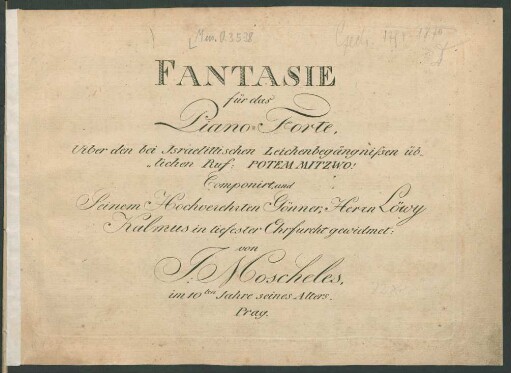 FANTASIE
für das
Piano=Forte,
Ueber den bei Israelitischen Leichenbegängnißen üb-
„lichen Ruf: POTEM MITZWO!
Componirt und
Seinem Hochverehrten Gönner, Herrn Löwy
Kalmus in tiefester Ehrfurcht gewidmet;
von
J: Moscheles,
im 10ten Jahre seines Alters.
Prag.